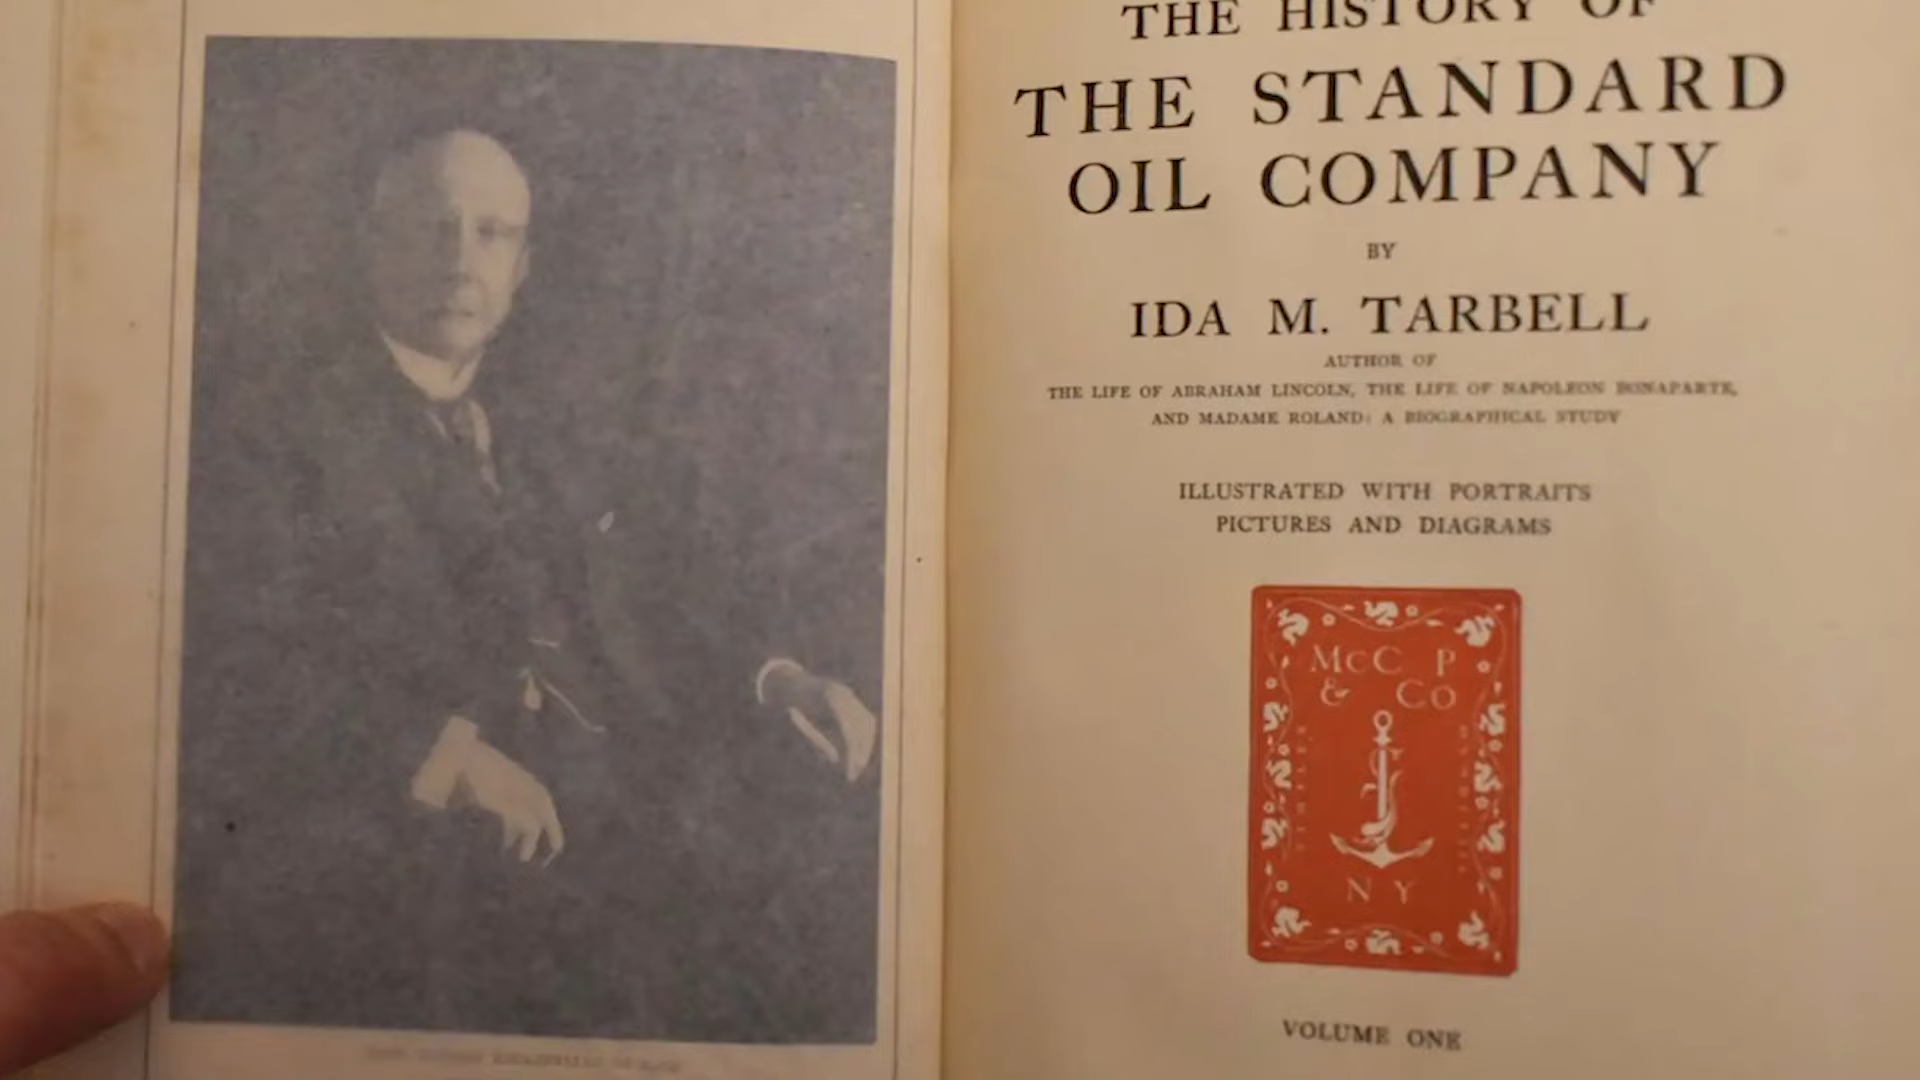 THE HISTORY OF
THE STANDARD
OIL COMPANY
BY
IDA M. TARBELL
AUTHOR OF
THE LIFE OF ABRAHAM LINCOLN, THE LIFE OF NAPOLEON BONAPARTE,
AND MADAME ROLAND: A BIOGRAPHICAL STUDY
ILLUSTRATED WITH PORTRAITS
PICTURES AND DIAGRAMS
McC P
& Co
N Y
VOLUME ONE